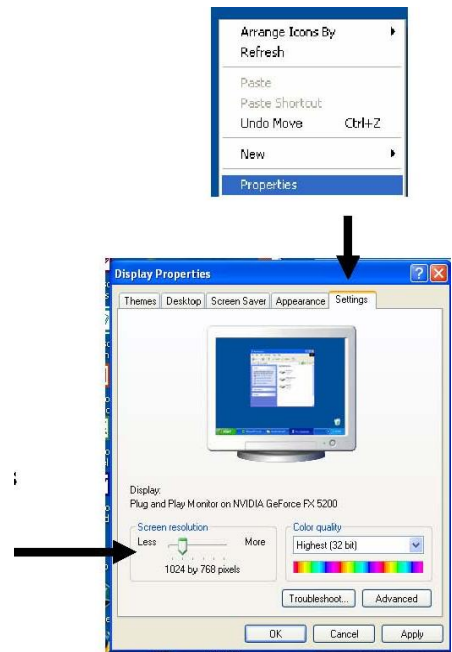 Arrange Icons By
Refresh
Paste
Paste Shortcut
Undo Move Ctrl+Z
New
Properties
Display Properties
Themes Desktop Screen Saver Appearance Settings
Display:
Plug and Play Monitor on NVIDIA GeForce FX 5200
Screen resolution
Less More
1024 by 768 pixels
Color quality
Highest (32 bit)
Troubleshoot... Advanced
OK Cancel Apply